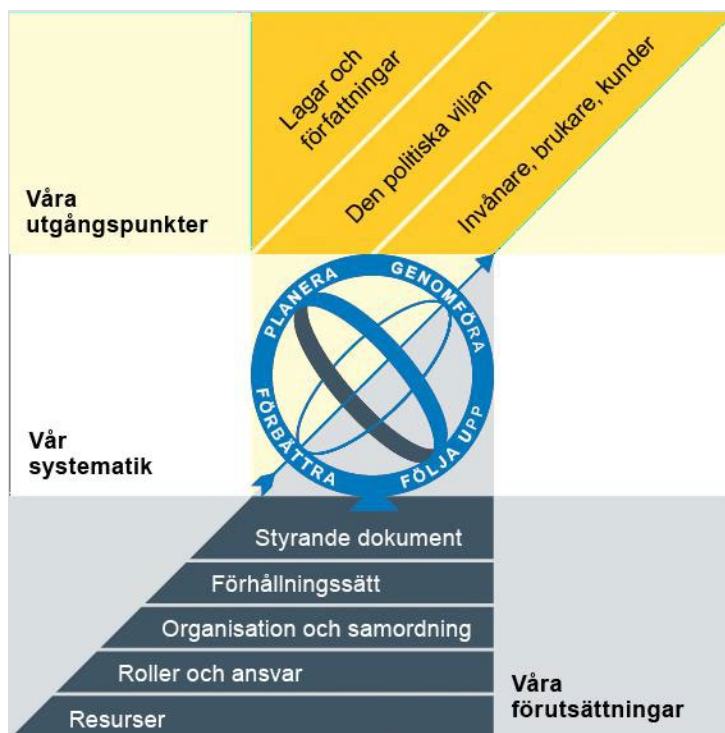 Lagar och
författningar
Den politiska viljan
Invånare, brukare, kunder
Våra
utgångspunkter
PLANERA
GENOMFÖRA
FÖRBÄTTRA
FÖLJA UPP
Vår
systematik
Styrande dokument
Förhållningssätt
Organisation och samordning
Roller och ansvar
Resurser
Våra
förutsättningar